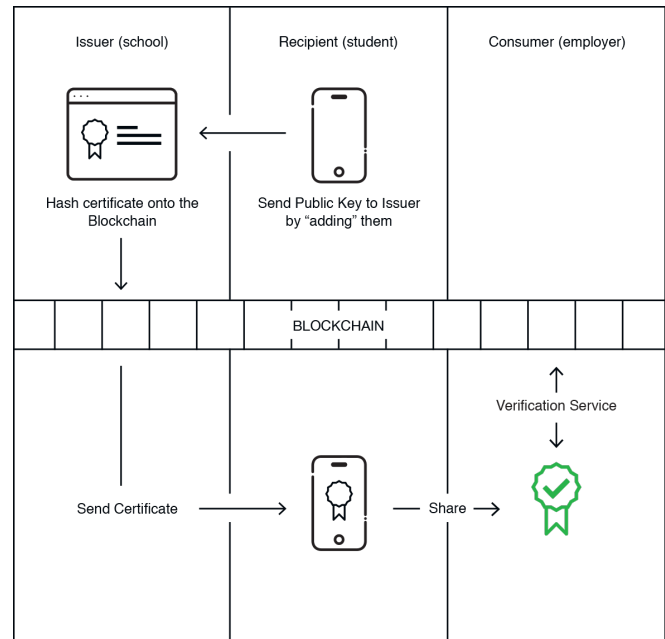 Issuer (school)
Recipient (student)
Consumer (employer)
Hash certificate onto the
Blockchain
Send Public Key to Issuer
by “adding” them
BLOCKCHAIN
Verification Service
Send Certificate
Share